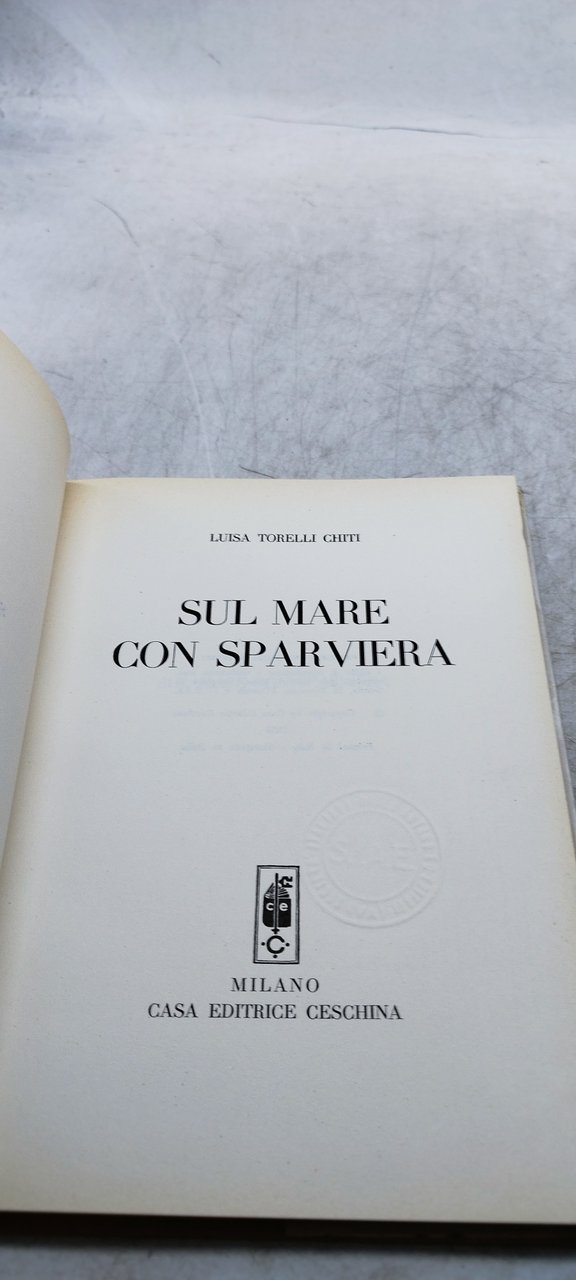 LUISA TORELLI CHITI
SUL MARE
CON SPARVIERA
c e
C
MILANO
CASA EDITRICE CESCHINA